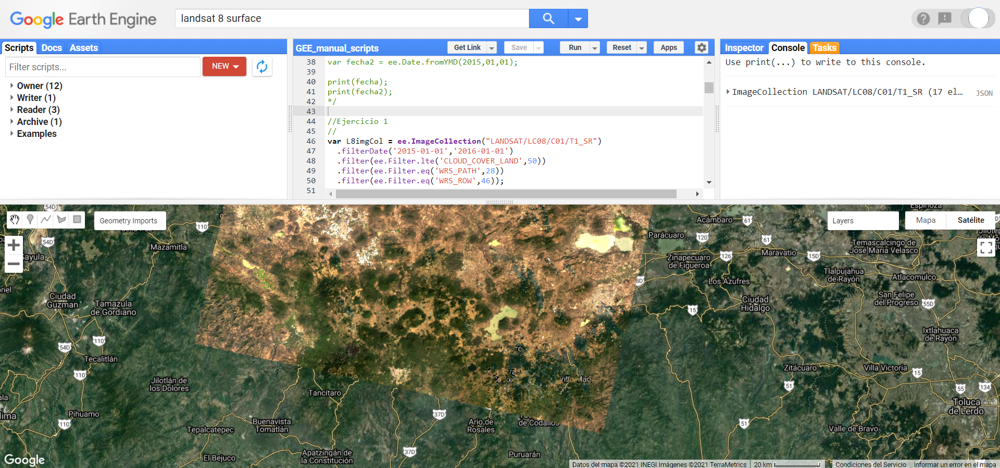 Google Earth Engine
landsat 8 surface
Scripts Docs Assets
Filter scripts...
NEW
Owner (12)
Writer (1)
Reader (3)
Archive (1)
Examples
GEE_manual_scripts
Get Link
Save
Run
Reset
Apps
38 var fecha2 = ee.Date.fromYMD(2015,01,01);
39
40 print(fecha);
41 print(fecha2);
42 */
43
44 //Ejercicio 1
45 //
46 var L8imgCol = ee.ImageCollection("LANDSAT/LC08/C01/T1_SR")
47 .filterDate('2015-01-01','2016-01-01')
48 .filter(ee.Filter.lte('CLOUD_COVER_LAND',50))
49 .filter(ee.Filter.eq('WRS_PATH',28))
50 .filter(ee.Filter.eq('WRS_ROW',46));
51
Inspector Console Tasks
Use print(...) to write to this console.
ImageCollection LANDSAT/LC08/C01/T1_SR (17 el... JSON
Geometry Imports
Layers
Mapa
Satélite
54D
110
54D
Mazamitla
Sayula
Ciudad
Guzman
Tamazula
de Gordiano
110
54D
Tecalitlán
110
Jilotlán de
los Dolores
Pihuamo
110
Tepalcatepec
Buenavista
Tomatlán
El Bejuco
Apatzingán de
la Constitución
Tancítaro
37D
37D
Ario de
Rosales
de Codallos
Puruarán
Espinoza
Acámbaro
61
Parácuaro
120
61
Maravatio
15D
Zinapecuaro
de Figueroa
126
Temascalcingo de
José María Velasco
Tlalpujahua
de Rayón
Atlacomulco
Los Azufres
Ciudad
Hidalgo
15
San Felipe
del Progreso
55D
Ixtlahuaca
de Rayón
Zitácuaro
Villa Victoria
15
51
55
134
Toluca
de Lerdo
51
Valle de Bravo
Google
Datos del mapa ©2021 INEGI Imágenes ©2021 TerraMetrics
20 km
Condiciones del Servicio
Informar un error en el mapa